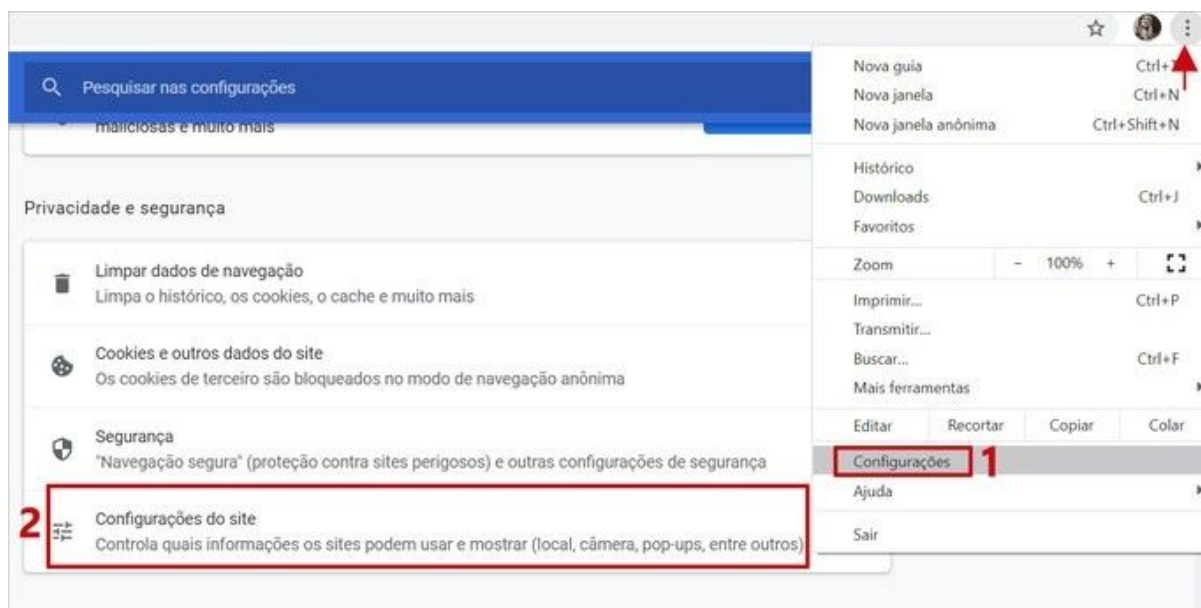 Pesquisar nas configurações
maliciosas e muito mais
Privacidade e segurança
Limpar dados de navegação
Limpa o histórico, os cookies, o cache e muito mais
Cookies e outros dados do site
Os cookies de terceiro são bloqueados no modo de navegação anônima
Segurança
"Navegação segura" (proteção contra sites perigosos) e outras configurações de segurança
2
Configurações do site
Controla quais informações os sites podem usar e mostrar (local, câmera, pop-ups, entre outros)
Nova guia Ctrl+
Nova janela Ctrl+N
Nova janela anônima Ctrl+Shift+N
Histórico
Downloads Ctrl+J
Favoritos
Zoom - 100% +
Imprimir... Ctrl+P
Transmitir...
Buscar... Ctrl+F
Mais ferramentas
Editar Recortar Copiar Colar
Configurações 1
Ajuda
Sair